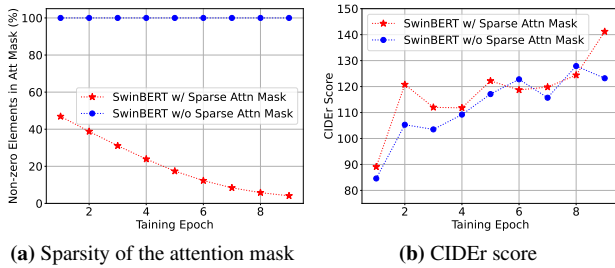 Non-zero Elements in Att Mask (%)
100
80
60
40
20
0
SwinBERT w/ Sparse Attn Mask
SwinBERT w/o Sparse Attn Mask
2 4 6 8
Taining Epoch
(a) Sparsity of the attention mask
CIDEr Score
150
140
130
120
110
100
90
80
SwinBERT w/ Sparse Attn Mask
SwinBERT w/o Sparse Attn Mask
2 4 6 8
Taining Epoch
(b) CIDEr score